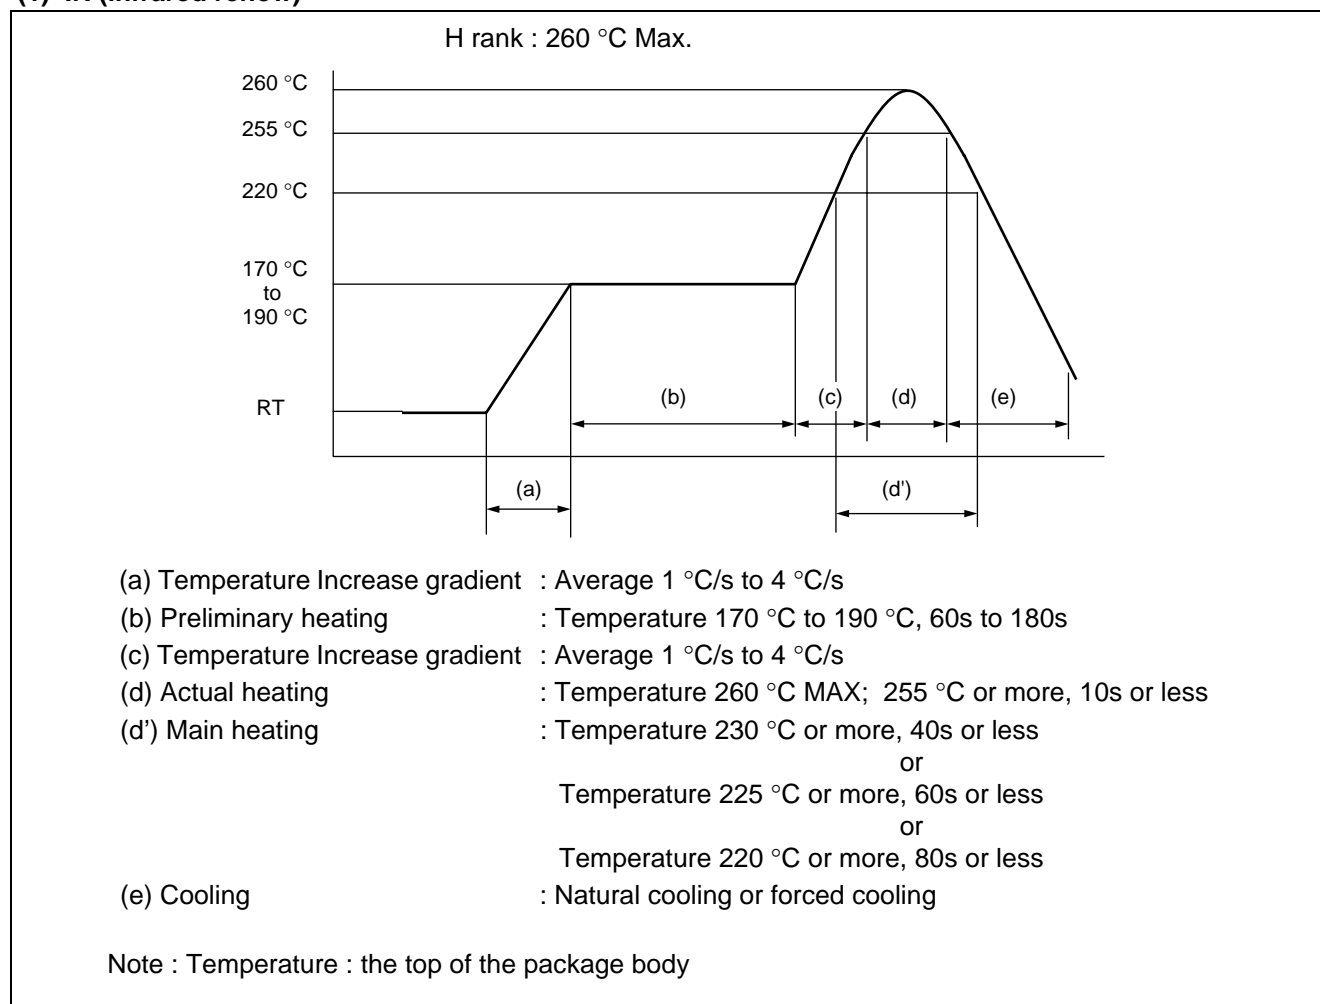 (1) IR (infrared reflow)
H rank : 260 °C Max.
260 °C
255 °C
220 °C
170 °C
to
190 °C
RT
(b)
(c)
(d)
(e)
(a)
(d')
(a) Temperature Increase gradient : Average 1 °C/s to 4 °C/s
(b) Preliminary heating : Temperature 170 °C to 190 °C, 60s to 180s
(c) Temperature Increase gradient : Average 1 °C/s to 4 °C/s
(d) Actual heating : Temperature 260 °C MAX; 255 °C or more, 10s or less
(d’) Main heating : Temperature 230 °C or more, 40s or less
or
Temperature 225 °C or more, 60s or less
or
Temperature 220 °C or more, 80s or less
(e) Cooling : Natural cooling or forced cooling
Note : Temperature : the top of the package body